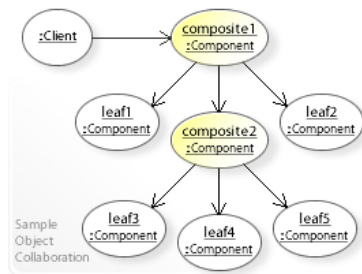 :Client
composite1
:Component
leaf1
:Component
composite2
:Component
leaf2
:Component
leaf3
:Component
leaf4
:Component
leaf5
:Component
Sample
Object
Collaboration